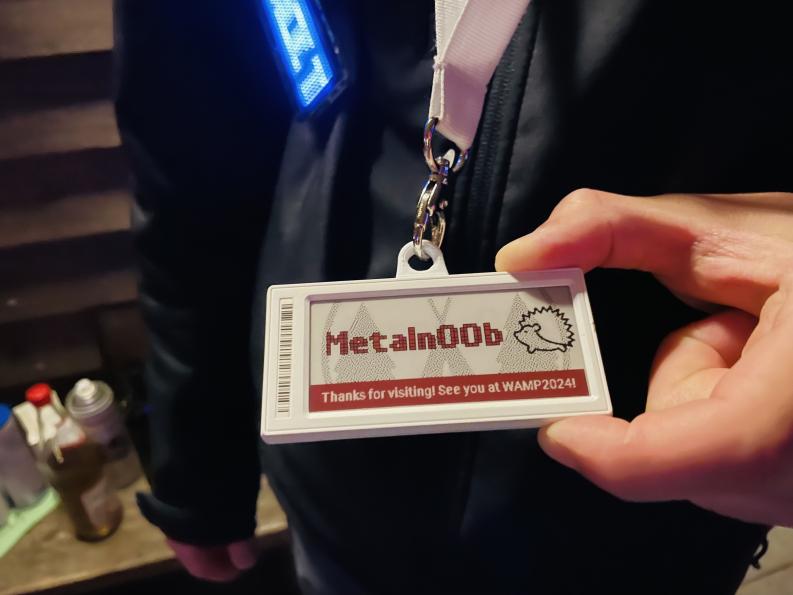 Metaln00b
Thanks for visiting! See you at WAMP2024!